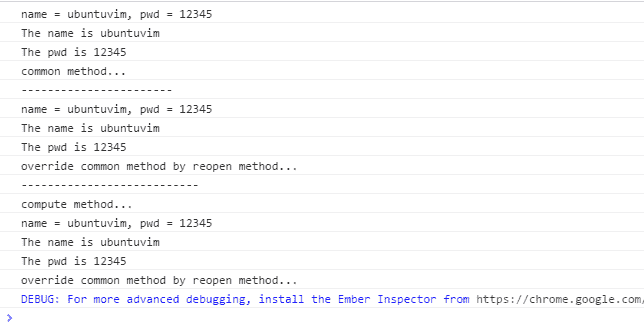 name = ubuntuvim, pwd = 12345
The name is ubuntuvim
The pwd is 12345
common method...
-----------------------
name = ubuntuvim, pwd = 12345
The name is ubuntuvim
The pwd is 12345
override common method by reopen method...
---------------------------
compute method...
name = ubuntuvim, pwd = 12345
The name is ubuntuvim
The pwd is 12345
override common method by reopen method...
DEBUG: For more advanced debugging, install the Ember Inspector from https://chrome.google.com/
>